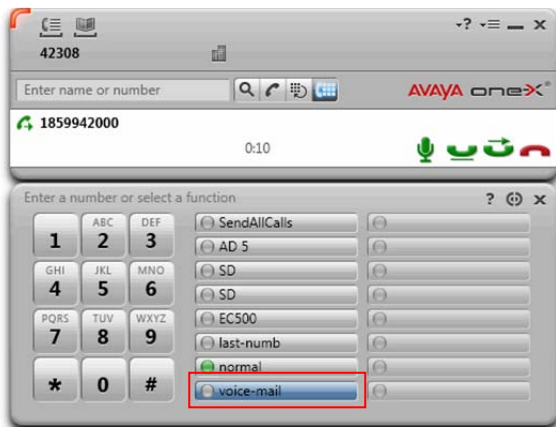 -? -≡ — x
42308
Enter name or number
AVAYA one-X®
1859942000
0:10
Enter a number or select a function
? x
1
ABC
2
DEF
3
SendAllCalls
AD 5
GHI
4
JKL
5
MNO
6
SD
SD
PQRS
7
TUV
8
WXYZ
9
EC500
last-numb
*
0
#
normal
voice-mail